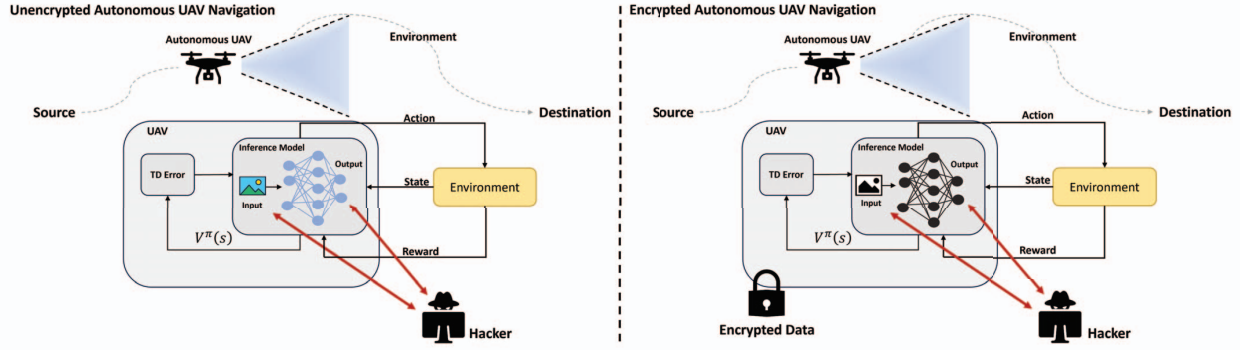 Unencrypted Autonomous UAV Navigation
Autonomous UAV
Environment
Source
Destination
UAV
Action
Inference Model
Output
TD Error
State
Environment
Input
V^π(s)
Reward
Hacker
Encrypted Autonomous UAV Navigation
Autonomous UAV
Environment
Source
Destination
UAV
Action
Inference Model
Output
TD Error
State
Environment
Input
V^π(s)
Reward
Encrypted Data
Hacker